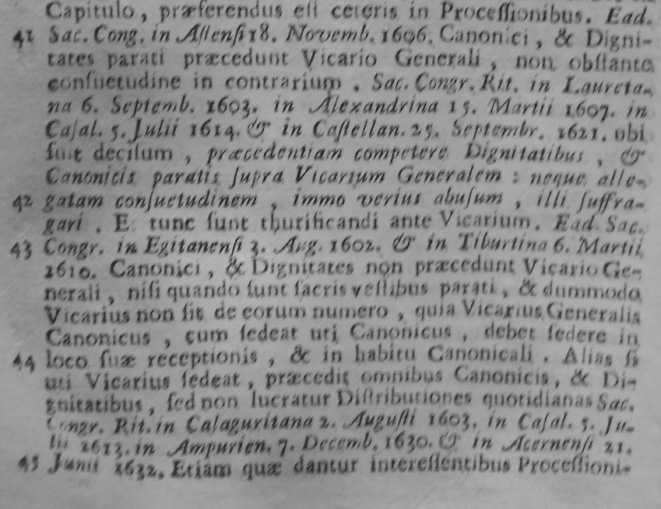 Capitulo, præferendus eſt ceteris in Proceſſionibus. Ead.
41 Sac. Cong. in Aſtenſi 18. Novemb. 1606. Canonici, & Digni-
tates parati præcedunt Vicario Generali, non obſtante
conſuetudine in contrarium. Sac. Congr. Rit. in Laureta-
na 6. Septemb. 1603. in Alexandrina 15. Martii 1607. in
Caſal. 5. Julii 1614. & in Caſtellan. 25. Septembr. 1621. ubi
fuit deciſum, præcedentiam competere Dignitatibus, &
Canonicis paratis ſupra Vicarium Generalem: neque alle-
42 gatam conſuetudinem, immo verius abuſum, illi ſuffra-
gari. Et tunc ſunt thurificandi ante Vicarium. Ead. Sac.
43 Congr. in Egitanenſi 3. Aug. 1602. & in Tiburtina 6. Martii
1610. Canonici, & Dignitates non præcedunt Vicario Ge-
nerali, niſi quando ſunt ſacris veſtibus parati, & dummodo
Vicarius non ſit de eorum numero, quia Vicarius Generalis
Canonicus, cum ſedeat uti Canonicus, debet ſedere in
44 loco ſuæ receptionis, & in habitu Canonicali. Alias ſi
uti Vicarius ſedeat, præcedit omnibus Canonicis, & Di-
gnitatibus, ſed non lucratur Diſtributiones quotidianas Sac.
Congr. Rit. in Calaguritana 2. Auguſti 1603. in Caſal. 5. Ju-
lii 2613. in Ampurien. 7. Decemb. 1630. & in Acernenſi 21.
45 Junii 1632. Etiam quæ dantur intereſſentibus Proceſſioni-